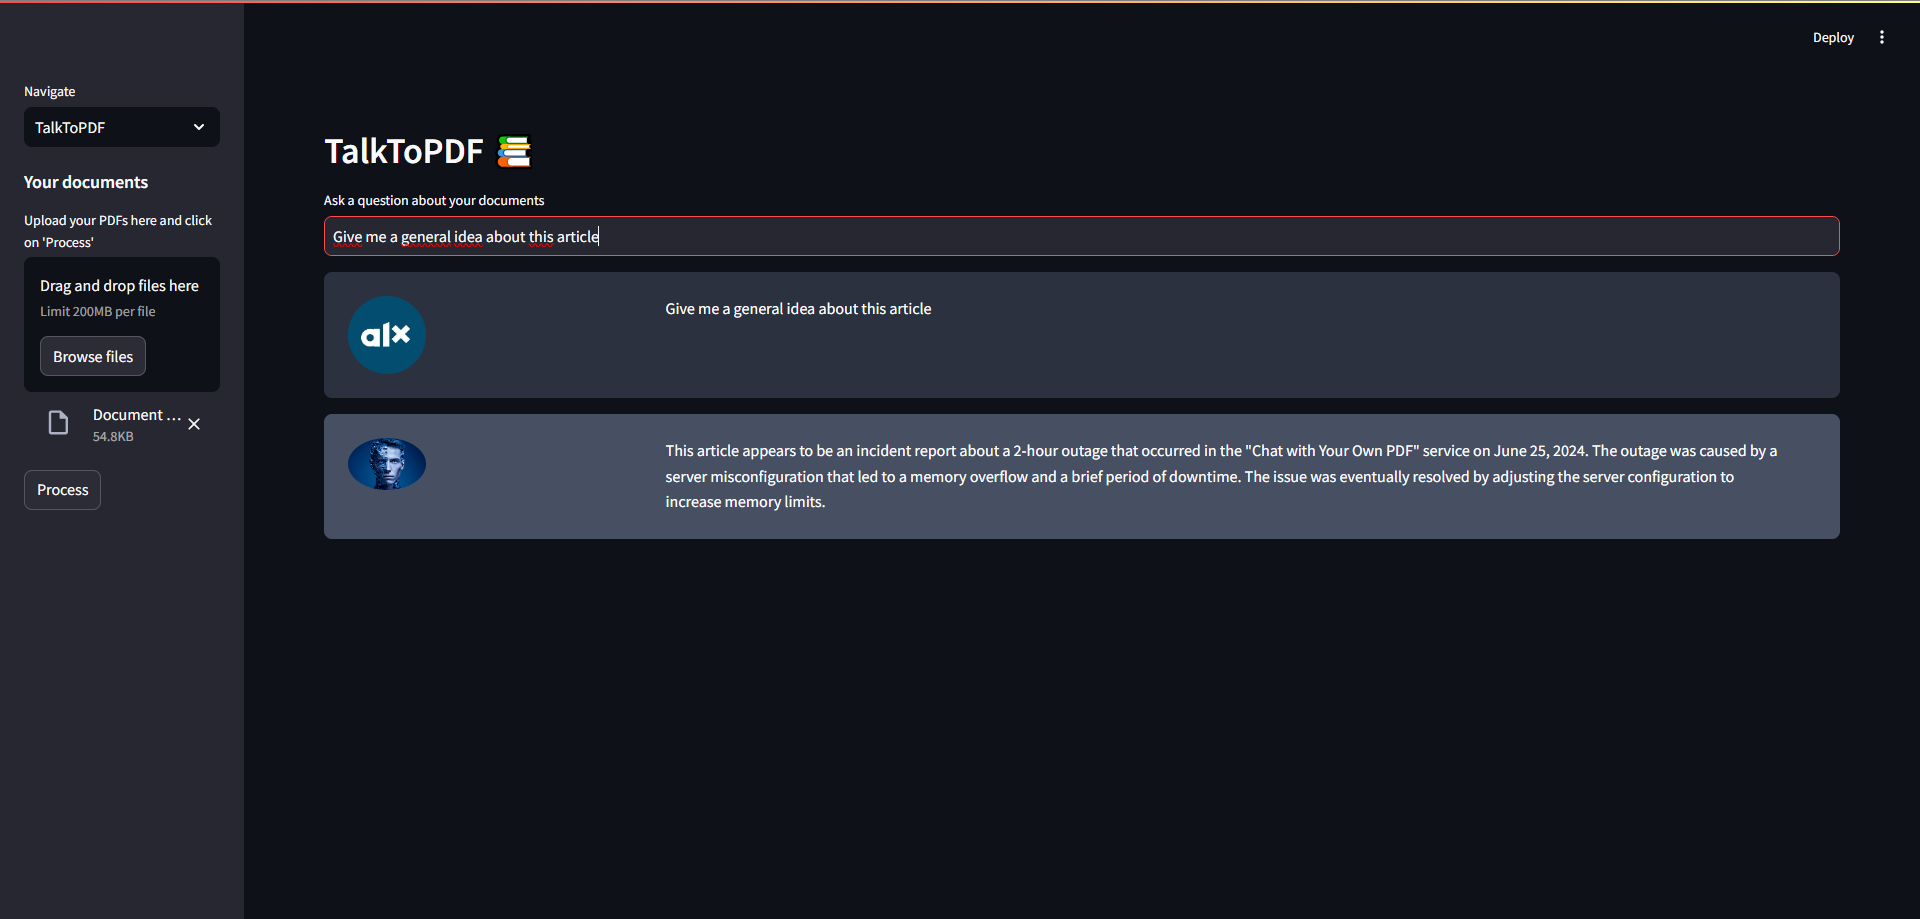 Deploy
Navigate
TalkToPDF
Your documents
Upload your PDFs here and click
on 'Process'
Drag and drop files here
Limit 200MB per file
Browse files
Document ...
54.8KB
Process
TalkToPDF
Ask a question about your documents
Give me a general idea about this article
alx
Give me a general idea about this article
This article appears to be an incident report about a 2-hour outage that occurred in the "Chat with Your Own PDF" service on June 25, 2024. The outage was caused by a
server misconfiguration that led to a memory overflow and a brief period of downtime. The issue was eventually resolved by adjusting the server configuration to
increase memory limits.